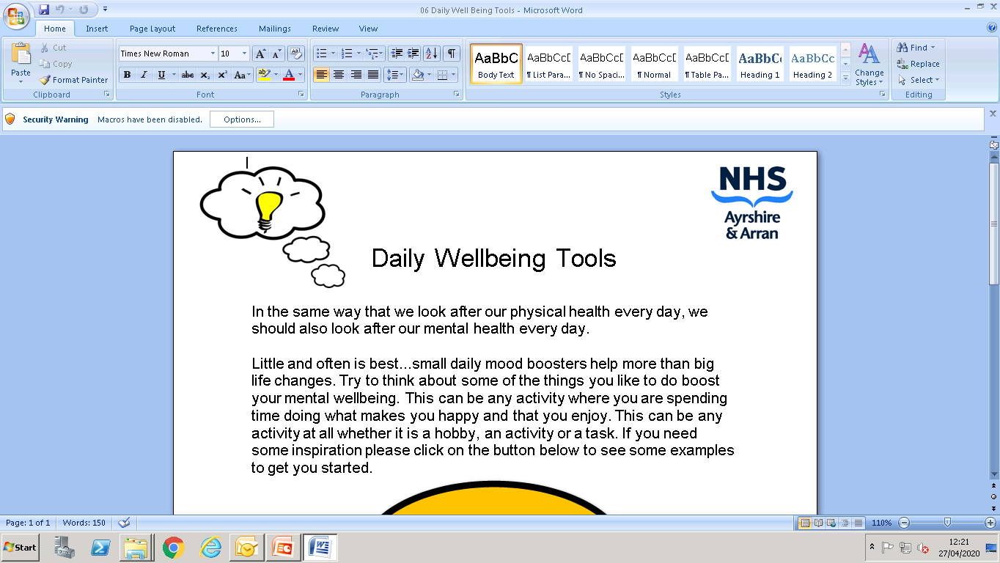 06 Daily Well Being Tools - Microsoft Word
Home Insert Page Layout References Mailings Review View
Paste
Cut
Copy
Format Painter
Clipboard
Times New Roman 10
B I U abc x₂ x² Aa
Font
Paragraph
AaBbC AaBbCcD AaBbCcD AaBbCcD AaBbCcD AaBbC AaBbCc
Body Text ¶ List Para... ¶ No Spaci... ¶ Normal ¶ Table Pa... Heading 1 Heading 2
Change
Styles
Styles
Find
Replace
Select
Editing
Security Warning Macros have been disabled. Options...
NHS
Ayrshire
& Arran
Daily Wellbeing Tools
In the same way that we look after our physical health every day, we
should also look after our mental health every day.
Little and often is best...small daily mood boosters help more than big
life changes. Try to think about some of the things you like to do boost
your mental wellbeing. This can be any activity where you are spending
time doing what makes you happy and that you enjoy. This can be any
activity at all whether it is a hobby, an activity or a task. If you need
some inspiration please click on the button below to see some examples
to get you started.
Page: 1 of 1 Words: 150 110%
Start
12:21
27/04/2020